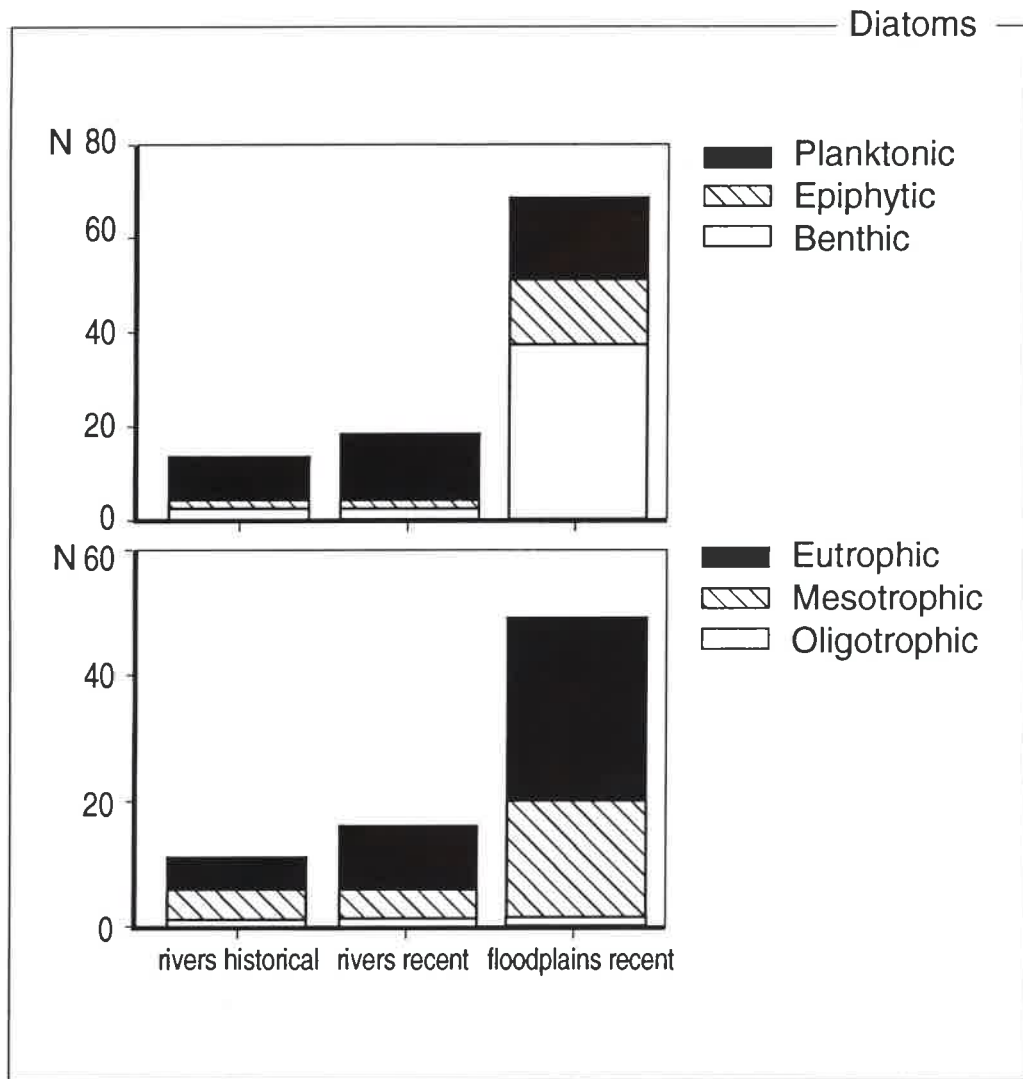 Diatoms
N 80
60
40
20
0
Planktonic
Epiphytic
Benthic
N 60
40
20
0
Eutrophic
Mesotrophic
Oligotrophic
rivers historical rivers recent floodplains recent